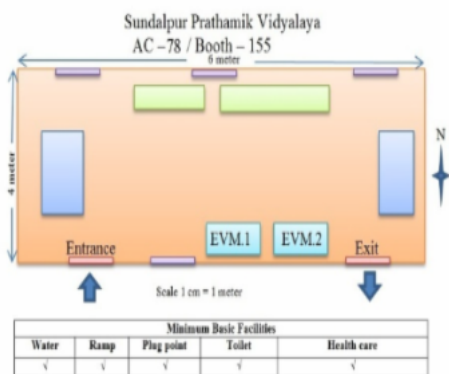 Sundalpur Prathamik Vidyalaya
AC –78 / Booth – 155
6 meter
4 meter
N
EVM.1 EVM.2
Entrance Exit
Scale 1 cm = 1 meter
Minimum Basic Facilities
Water Ramp Plug point Toilet Health care
√ √ √ √ √